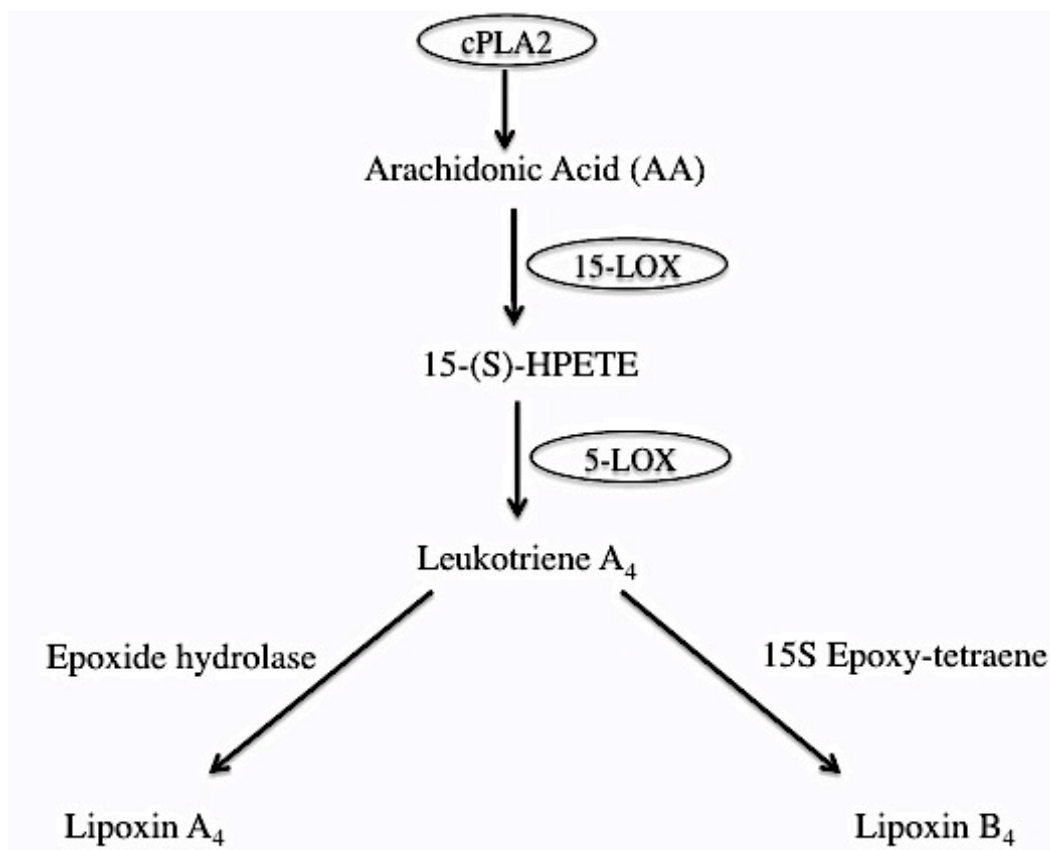 cPLA2
Arachidonic Acid (AA)
15-LOX
15-(S)-HPETE
5-LOX
Leukotriene A₄
Epoxide hydrolase
15S Epoxy-tetraene
Lipoxin A₄
Lipoxin B₄